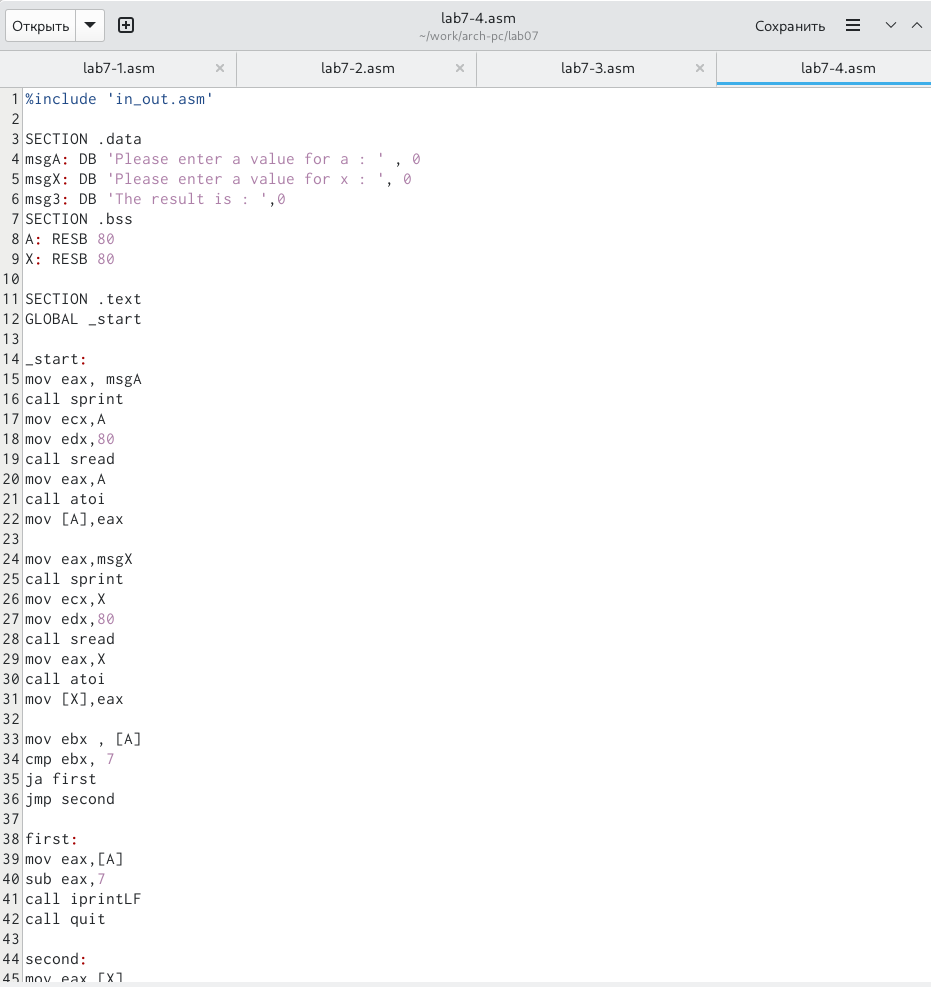 Открыть
lab7-4.asm
~/work/arch-pc/lab07
Сохранить
lab7-1.asm
lab7-2.asm
lab7-3.asm
lab7-4.asm
1 %include 'in_out.asm'
2
3 SECTION .data
4 msgA: DB 'Please enter a value for a : ' , 0
5 msgX: DB 'Please enter a value for x : ', 0
6 msg3: DB 'The result is : ',0
7 SECTION .bss
8 A: RESB 80
9 X: RESB 80
10
11 SECTION .text
12 GLOBAL _start
13
14 _start:
15 mov eax, msgA
16 call sprint
17 mov ecx,A
18 mov edx,80
19 call sread
20 mov eax,A
21 call atoi
22 mov [A],eax
23
24 mov eax,msgX
25 call sprint
26 mov ecx,X
27 mov edx,80
28 call sread
29 mov eax,X
30 call atoi
31 mov [X],eax
32
33 mov ebx , [A]
34 cmp ebx, 7
35 ja first
36 jmp second
37
38 first:
39 mov eax,[A]
40 sub eax,7
41 call iprintLF
42 call quit
43
44 second:
45 mov eax,[X]